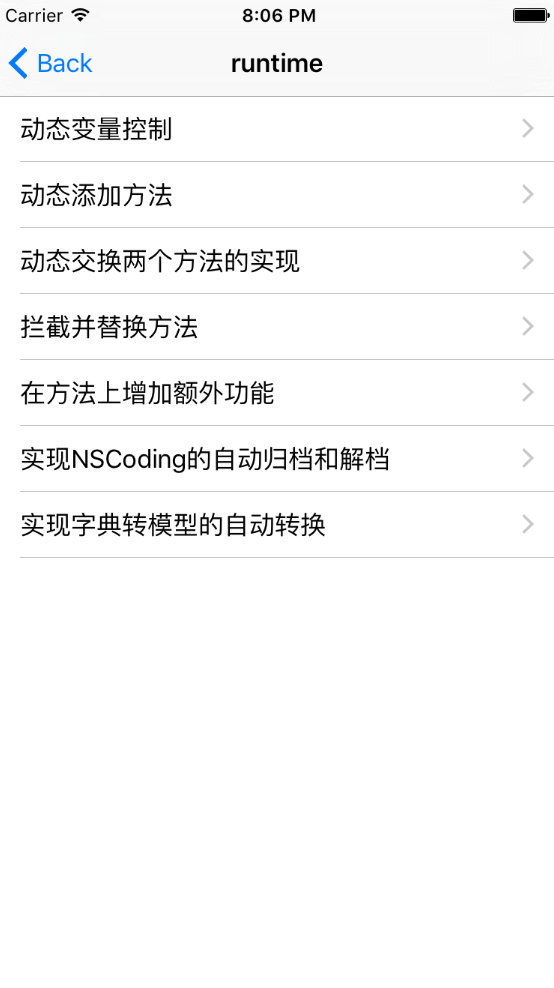 Carrier 8:06 PM
Back runtime
动态变量控制
动态添加方法
动态交换两个方法的实现
拦截并替换方法
在方法上增加额外功能
实现NSCoding的自动归档和解档
实现字典转模型的自动转换